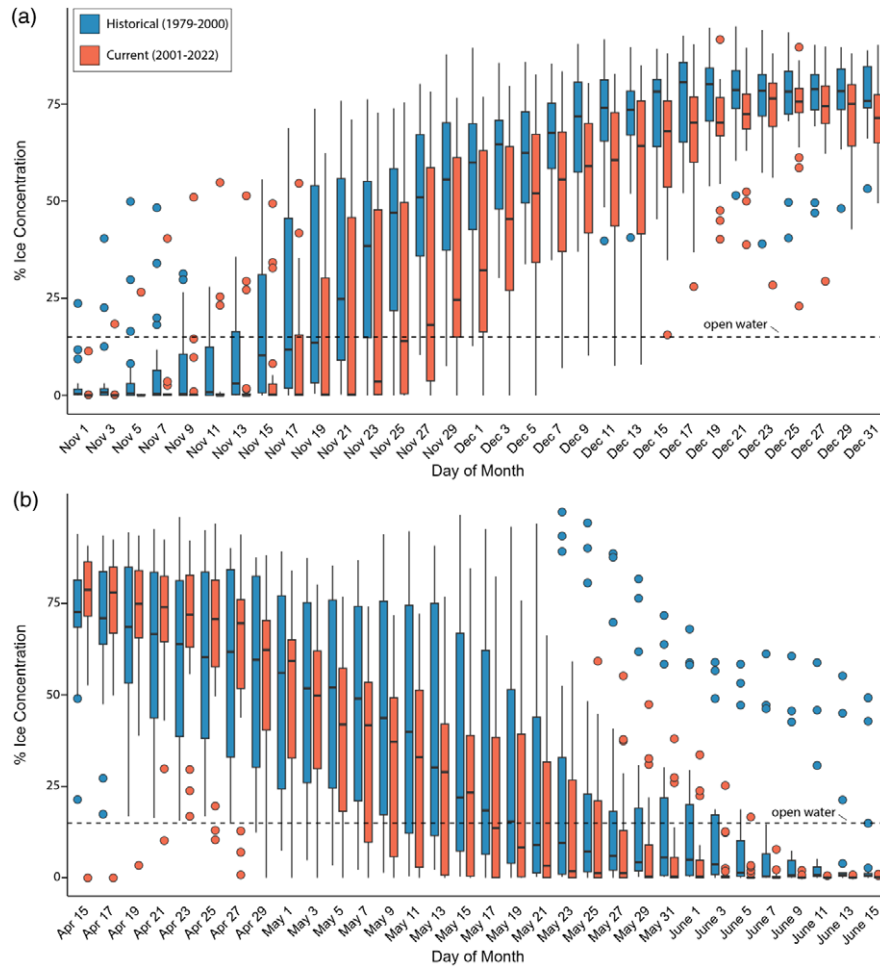 (a)
Historical (1979-2000)
Current (2001-2022)
% Ice Concentration
75
50
25
0
open water
Nov 1
Nov 3
Nov 5
Nov 7
Nov 9
Nov 11
Nov 13
Nov 15
Nov 17
Nov 19
Nov 21
Nov 23
Nov 25
Nov 27
Nov 29
Dec 1
Dec 3
Dec 5
Dec 7
Dec 9
Dec 11
Dec 13
Dec 15
Dec 17
Dec 19
Dec 21
Dec 23
Dec 25
Dec 27
Dec 29
Dec 31
Day of Month
(b)
% Ice Concentration
75
50
25
0
open water
Apr 15
Apr 17
Apr 19
Apr 21
Apr 23
Apr 25
Apr 27
Apr 29
May 1
May 3
May 5
May 7
May 9
May 11
May 13
May 15
May 17
May 19
May 21
May 23
May 25
May 27
May 29
May 31
June 1
June 3
June 5
June 7
June 9
June 11
June 13
June 15
Day of Month